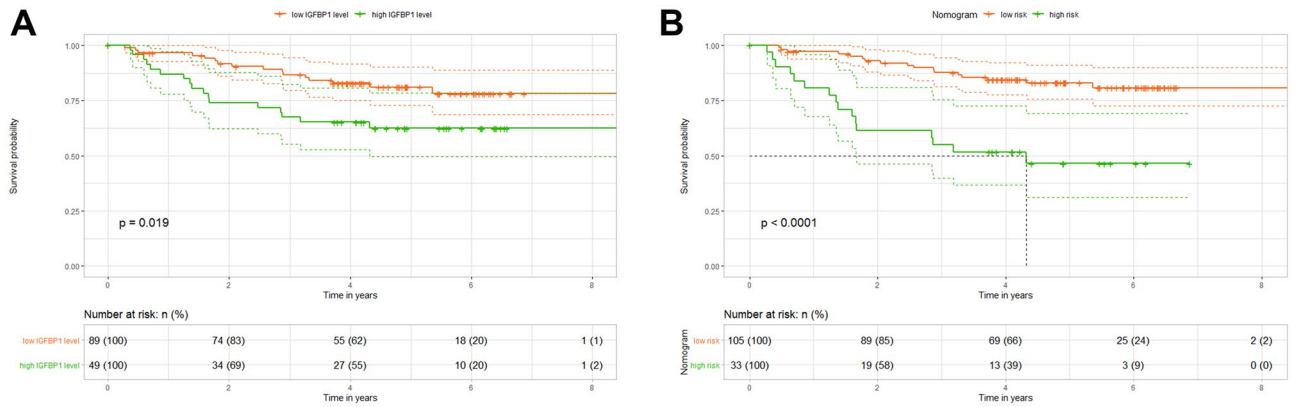 A
low IGFBP1 level high IGFBP1 level
1.00
0.75
0.50
0.25
0.00
Survival probability
p = 0.019
0 2 4 6 8
Time in years
Number at risk: n (%)
low IGFBP1 level 89 (100) 74 (83) 55 (62) 18 (20) 1 (1)
high IGFBP1 level 49 (100) 34 (69) 27 (55) 10 (20) 1 (2)
0 2 4 6 8
Time in years
B
Nomogram low risk high risk
1.00
0.75
0.50
0.25
0.00
Survival probability
p < 0.0001
0 2 4 6 8
Time in years
Number at risk: n (%)
Nomogram
low risk 105 (100) 89 (85) 69 (66) 25 (24) 2 (2)
high risk 33 (100) 19 (58) 13 (39) 3 (9) 0 (0)
0 2 4 6 8
Time in years